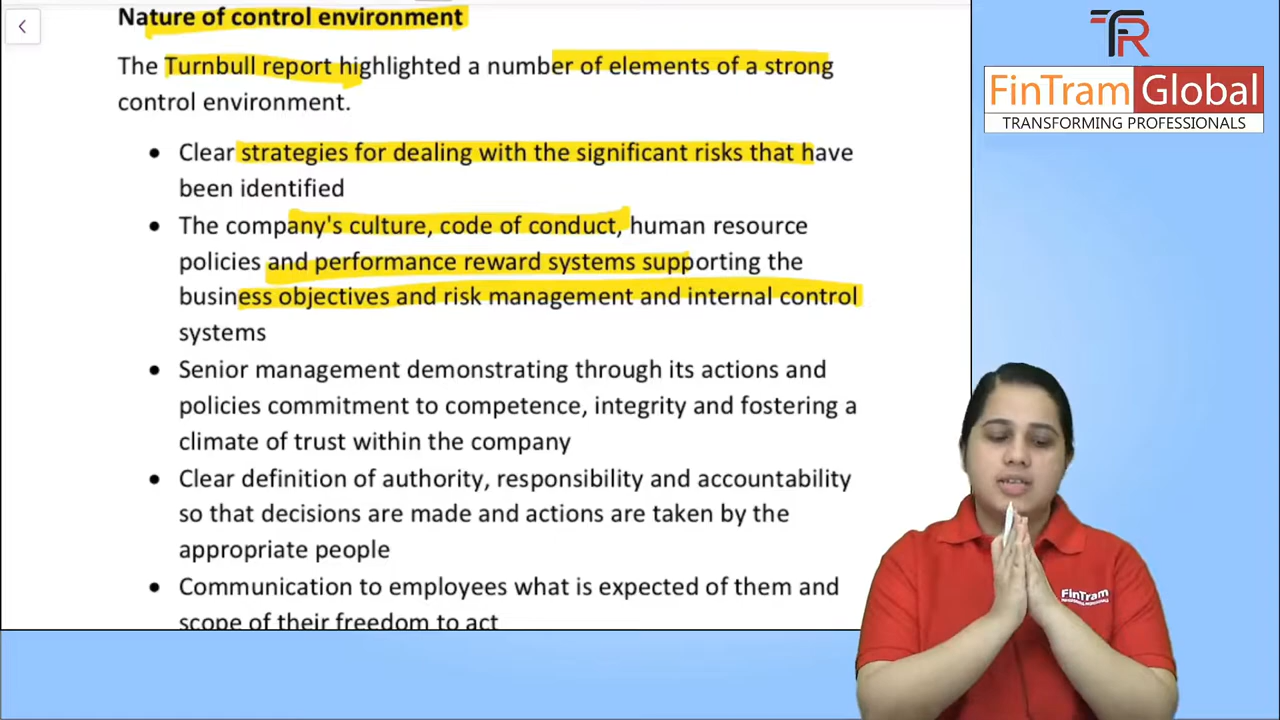 Nature of control environment
The Turnbull report highlighted a number of elements of a strong
control environment.
• Clear strategies for dealing with the significant risks that have
been identified
• The company's culture, code of conduct, human resource
policies and performance reward systems supporting the
business objectives and risk management and internal control
systems
• Senior management demonstrating through its actions and
policies commitment to competence, integrity and fostering a
climate of trust within the company
• Clear definition of authority, responsibility and accountability
so that decisions are made and actions are taken by the
appropriate people
• Communication to employees what is expected of them and
scope of their freedom to act
FinTram Global
TRANSFORMING PROFESSIONALS
FinTram